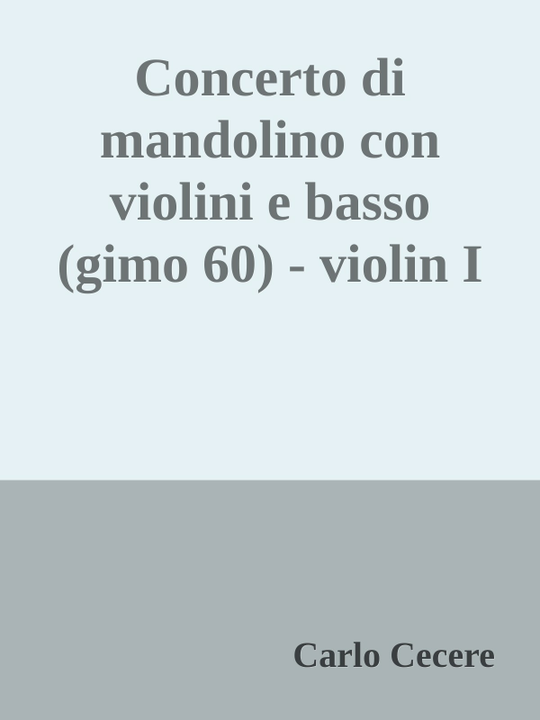 Concerto di
mandolino con
violini e basso
(gimo 60) - violin I
Carlo Cecere